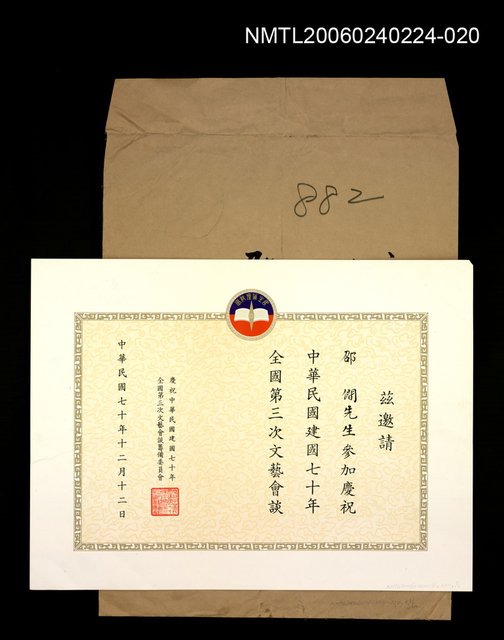 NMTL20060240224-020
882
茲邀請
邵僩先生參加慶祝
中華民國建國七十年
全國第三次文藝會談
慶祝中華民國建國七十年
全國第三次文藝會談籌備委員會
中華民國七十年十二月十二日